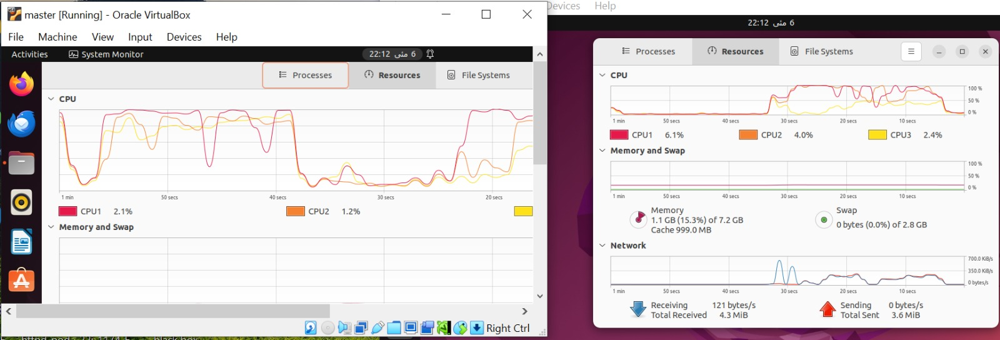 master [Running] - Oracle VirtualBox
File Machine View Input Devices Help
Activities System Monitor 22:12 6 مئی
Processes Resources File Systems
CPU
1 min 50 secs 40 secs 30 secs 20 secs
CPU1 2.1% CPU2 1.2%
Memory and Swap
Right Ctrl
Devices Help
22:12 6 مئی
Processes Resources File Systems
CPU
100 %
50 %
0 %
1 min 50 secs 40 secs 30 secs 20 secs 10 secs
CPU1 6.1% CPU2 4.0% CPU3 2.4%
Memory and Swap
100 %
50 %
0 %
1 min 50 secs 40 secs 30 secs 20 secs 10 secs
Memory
1.1 GB (15.3%) of 7.2 GB
Cache 999.0 MB
Swap
0 bytes (0.0%) of 2.8 GB
Network
700.0 KiB/s
350.0 KiB/s
0 bytes/s
1 min 50 secs 40 secs 30 secs 20 secs 10 secs
Receiving 121 bytes/s
Total Received 4.3 MiB
Sending 0 bytes/s
Total Sent 3.6 MiB